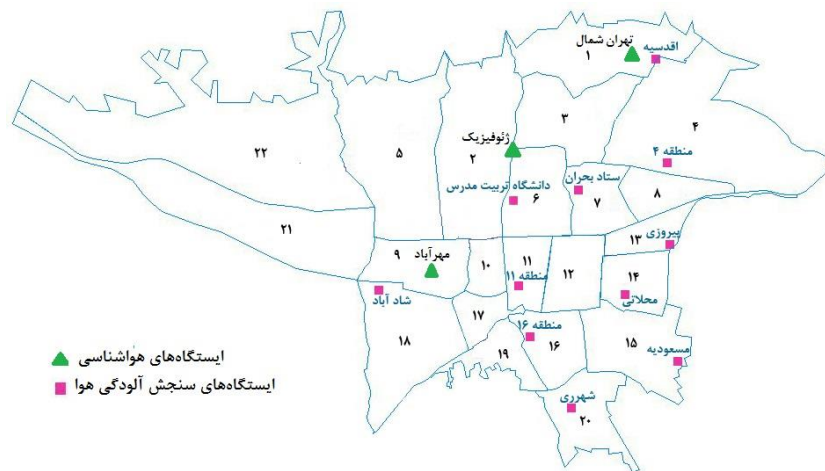 تهران شمال
اقدسیه
۱
۳
۴
ژئوفیزیک
۲۲
۵
۲
منطقه ۴
ستاد بحران
دانشگاه تربیت مدرس
۶
۷
۸
۲۱
۱۳
پیروزی
مهرآباد
۹
۱۰
۱۱
منطقه ۱۱
۱۲
۱۴
محلاتی
شاد آباد
۱۷
۱۸
منطقه ۱۶
۱۶
۱۹
۱۵
مسعودیه
شهرری
۲۰
ایستگاه‌های هواشناسی
ایستگاه‌های سنجش آلودگی هوا